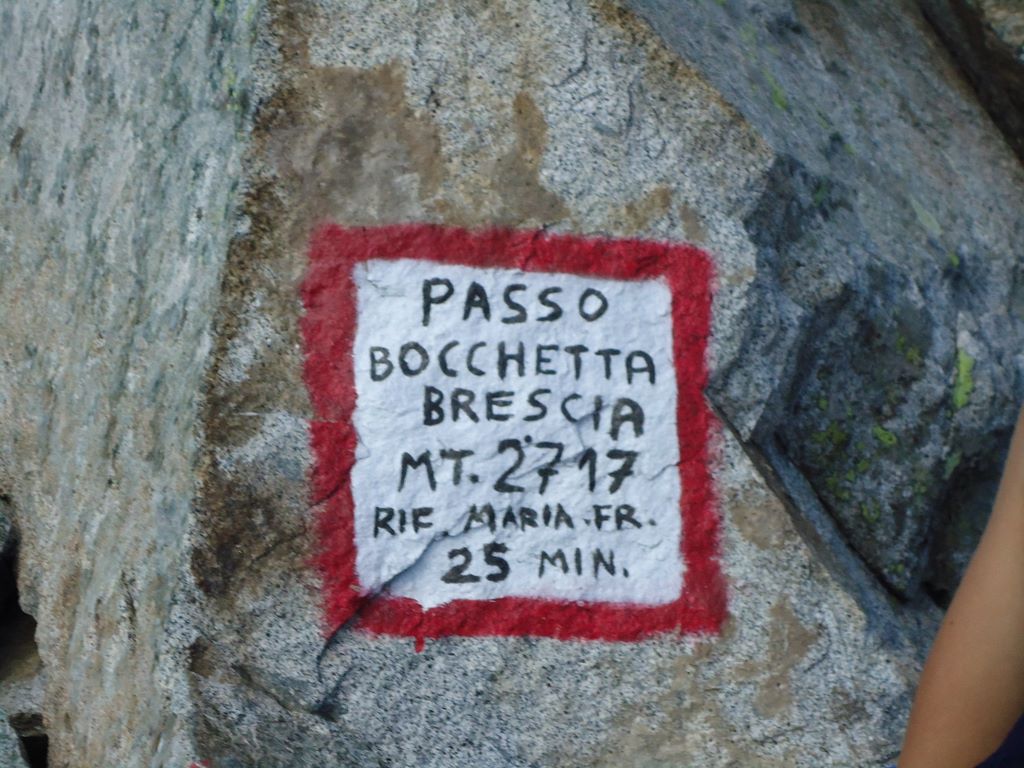 PASSO
BOCCHETTA
BRESCIA
MT. 2717
RIF. MARIA.FR.
25 MIN.